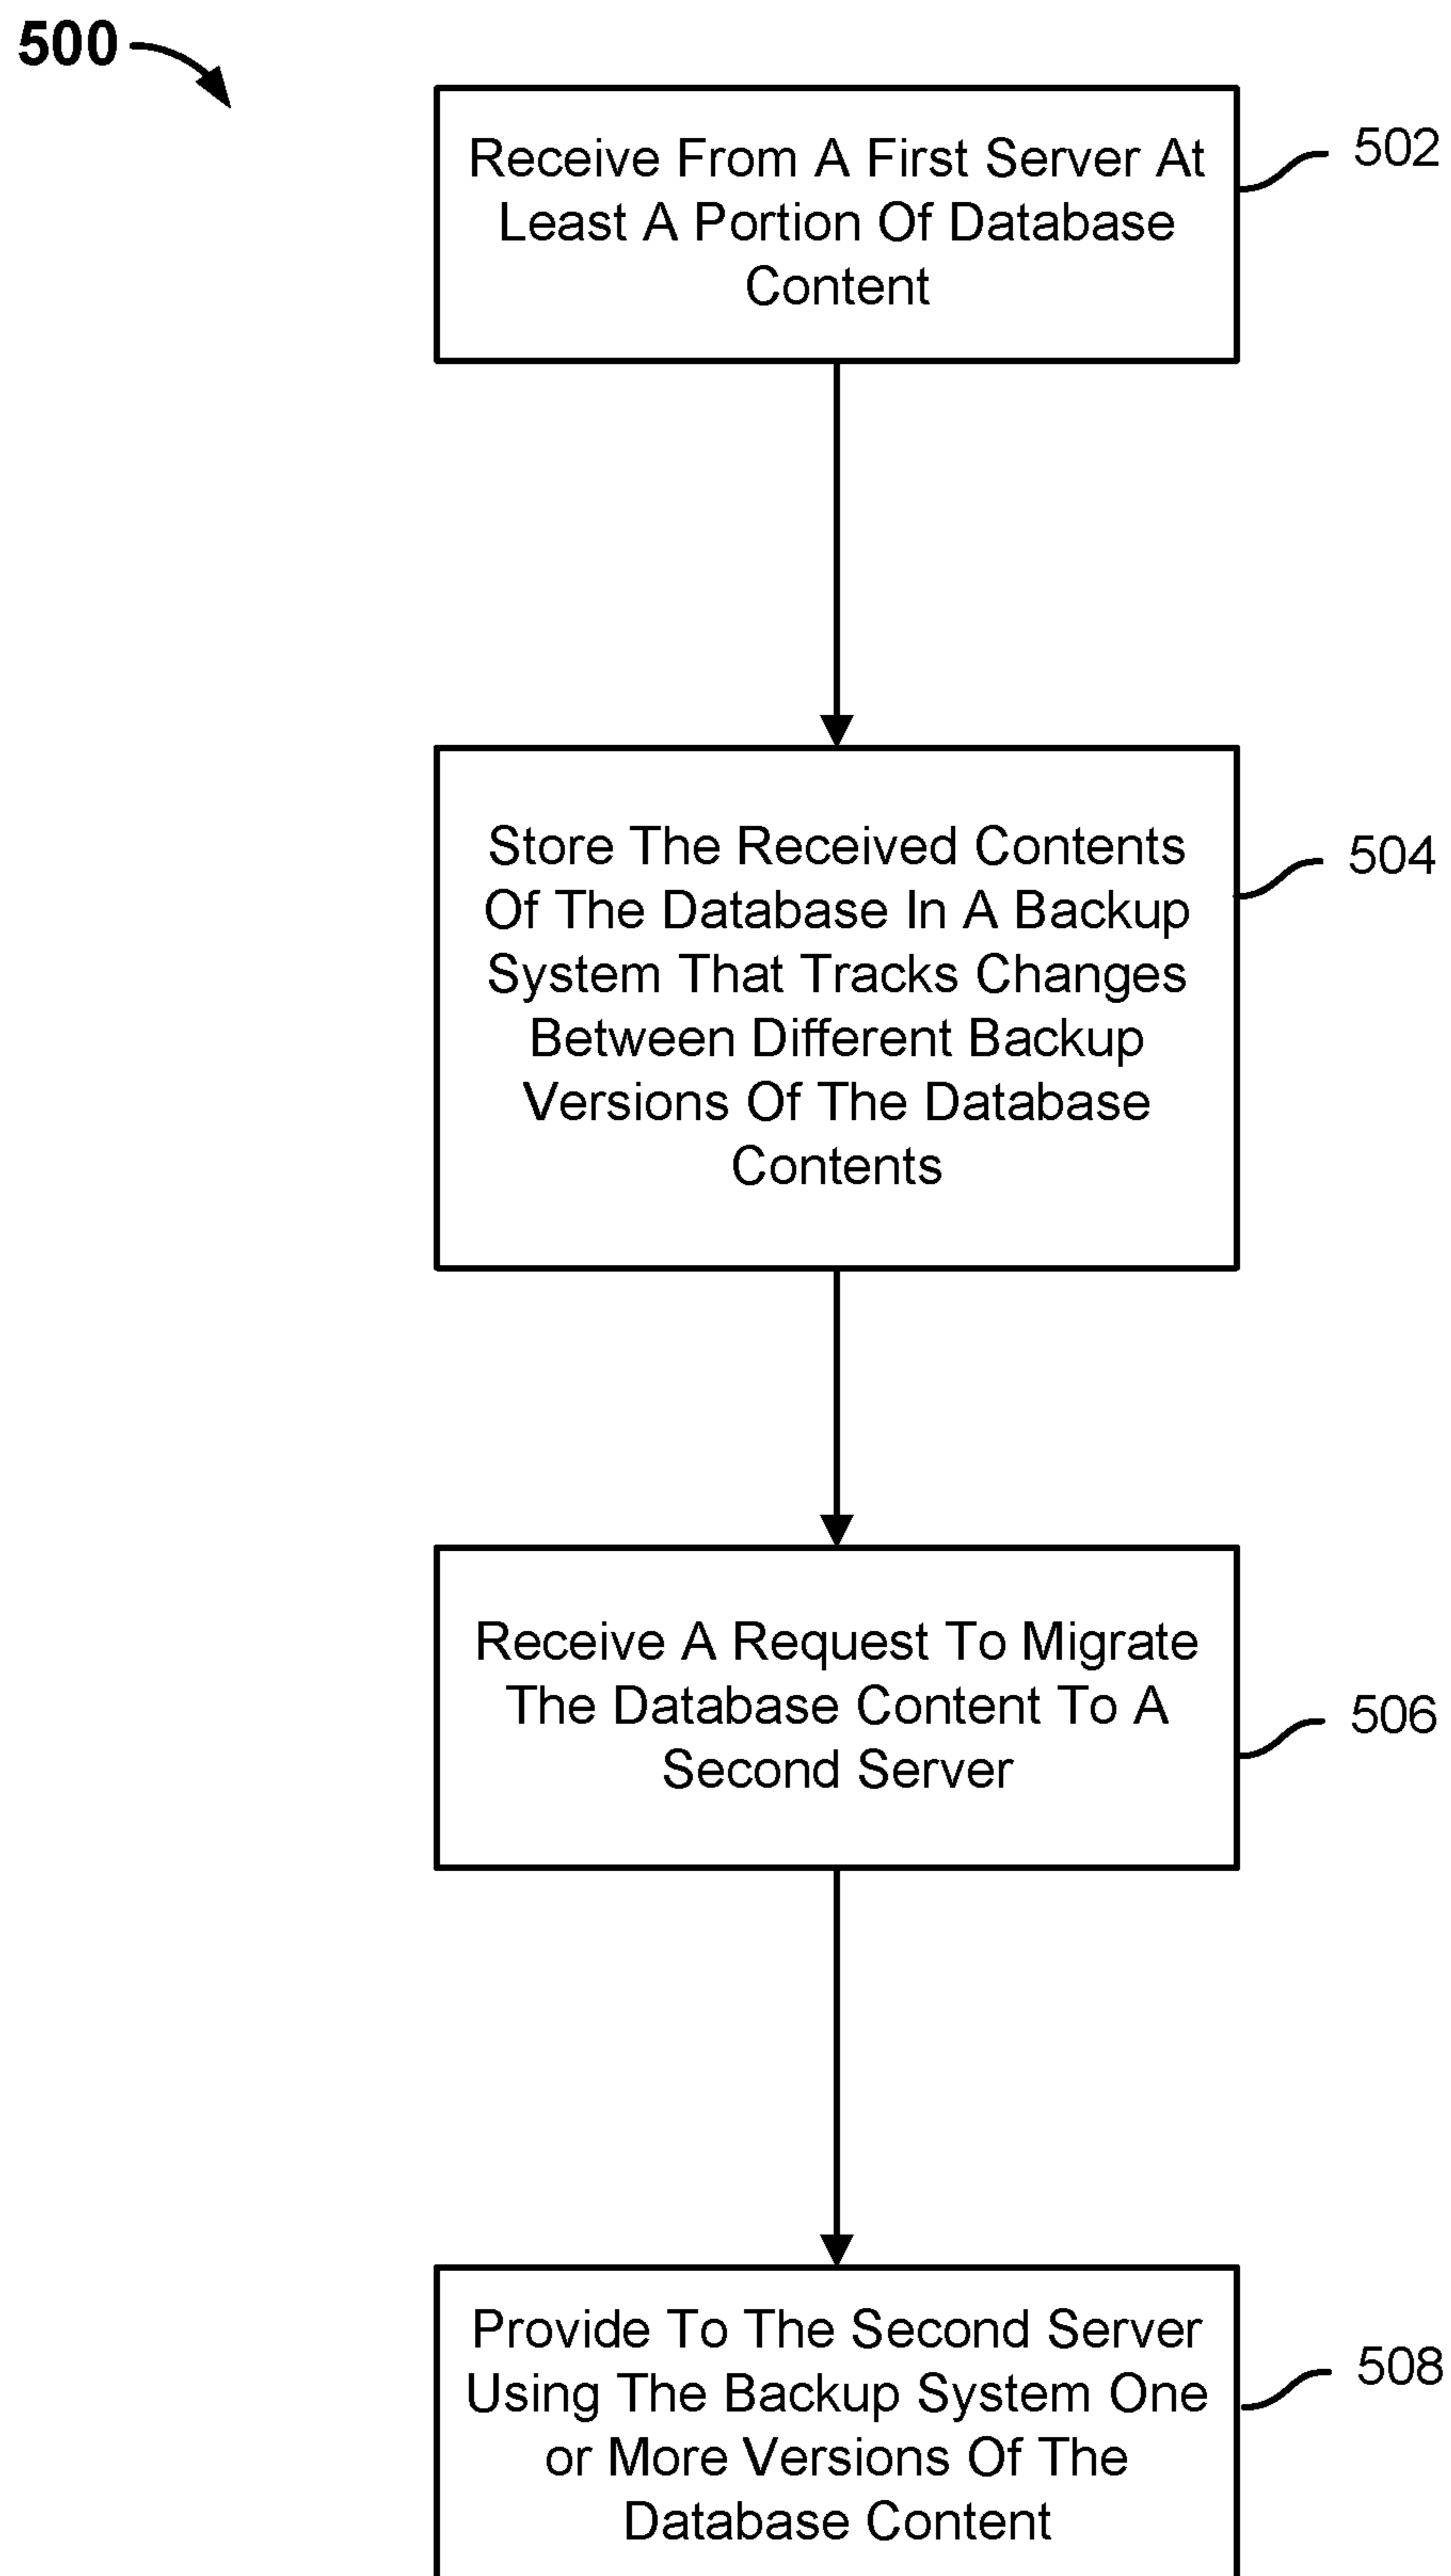 500
Receive From A First Server At
Least A Portion Of Database
Content
502
Store The Received Contents
Of The Database In A Backup
System That Tracks Changes
Between Different Backup
Versions Of The Database
Contents
504
Receive A Request To Migrate
The Database Content To A
Second Server
506
Provide To The Second Server
Using The Backup System One
or More Versions Of The
Database Content
508